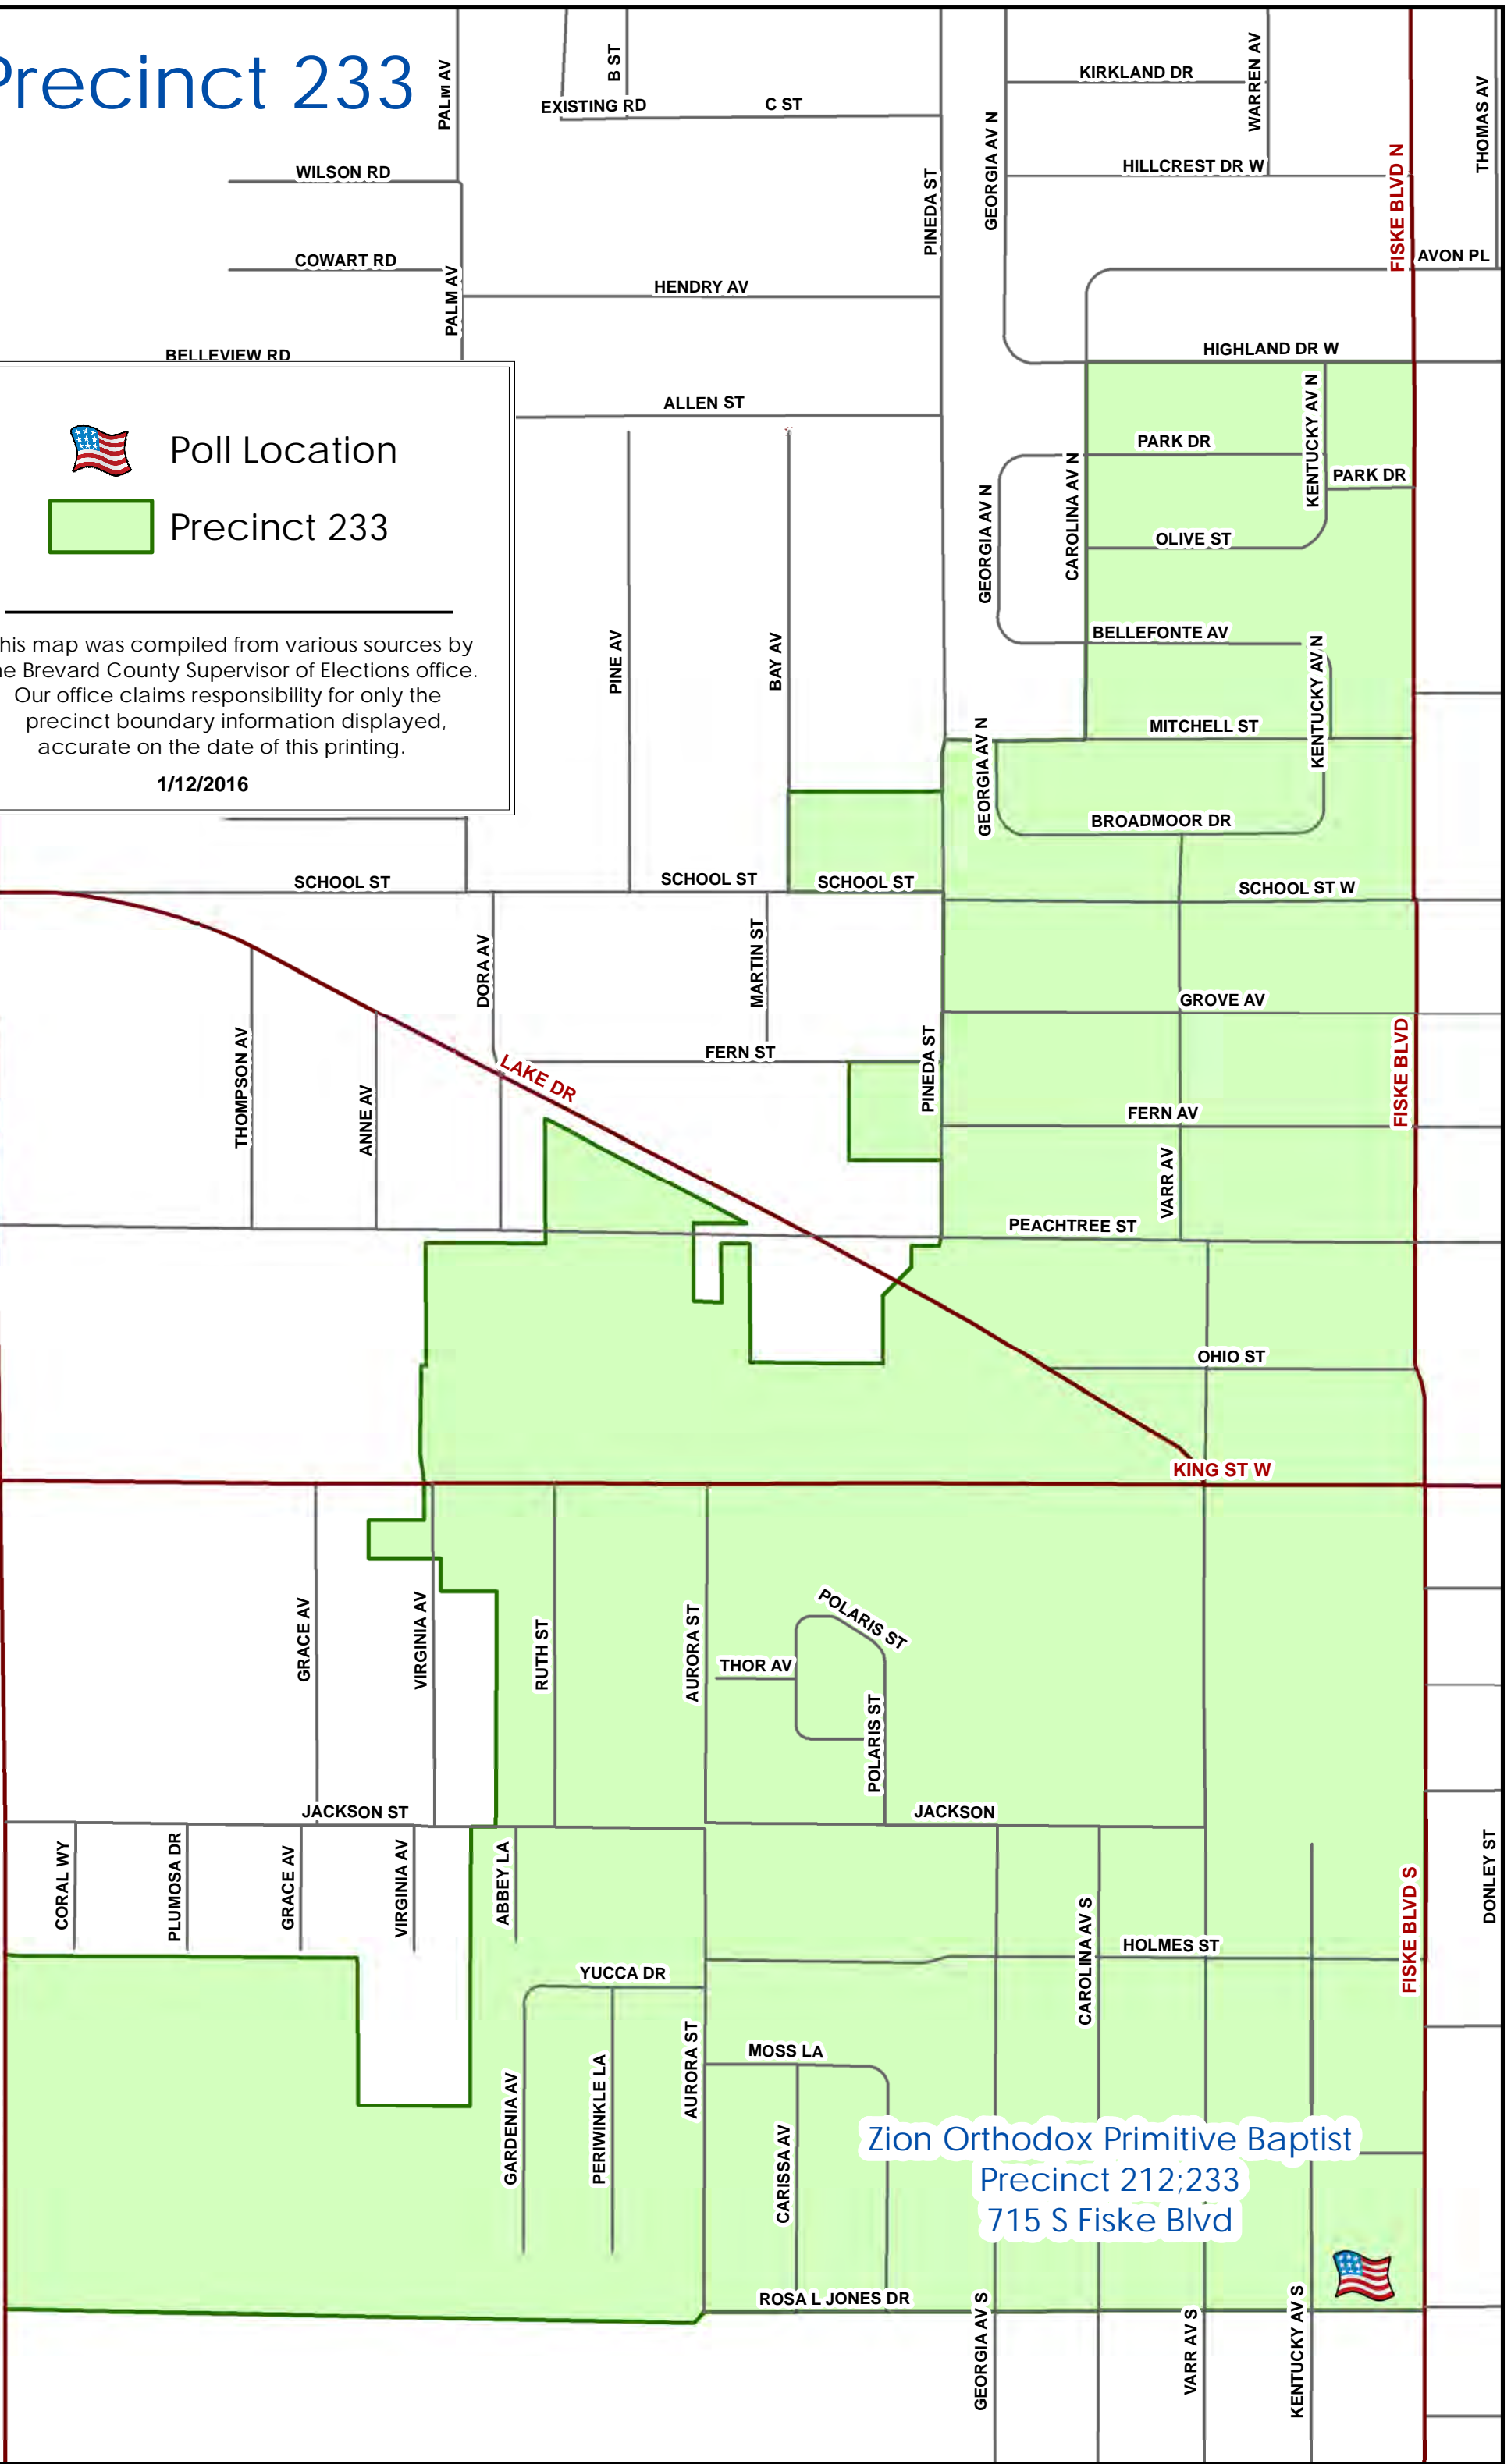 Precinct 233
PALM AV
B ST
EXISTING RD
C ST
KIRKLAND DR
WARREN AV
THOMAS AV
WILSON RD
GEORGIA AV N
HILLCREST DR W
FISKE BLVD N
PINEDA ST
COWART RD
PALM AV
HENDRY AV
AVON PL
BELLEVIEW RD
HIGHLAND DR W
ALLEN ST
KENTUCKY AV N
Poll Location
PARK DR
PARK DR
CAROLINA AV N
GEORGIA AV N
Precinct 233
OLIVE ST
his map was compiled from various sources by
e Brevard County Supervisor of Elections office.
Our office claims responsibility for only the
precinct boundary information displayed,
accurate on the date of this printing.
1/12/2016
PINE AV
BAY AV
BELLEFONTE AV
KENTUCKY AV N
MITCHELL ST
GEORGIA AV N
BROADMOOR DR
SCHOOL ST
SCHOOL ST
SCHOOL ST
SCHOOL ST W
DORA AV
MARTIN ST
GROVE AV
THOMPSON AV
ANNE AV
LAKE DR
FERN ST
PINEDA ST
FISKE BLVD
FERN AV
VARR AV
PEACHTREE ST
OHIO ST
KING ST W
GRACE AV
VIRGINIA AV
RUTH ST
AURORA ST
POLARIS ST
THOR AV
POLARIS ST
JACKSON ST
JACKSON
CORAL WY
PLUMOSA DR
GRACE AV
VIRGINIA AV
ABBEY LA
DONLEY ST
CAROLINA AV S
HOLMES ST
FISKE BLVD S
YUCCA DR
AURORA ST
MOSS LA
GARDENIA AV
PERIWINKLE LA
CARISSA AV
Zion Orthodox Primitive Baptist
Precinct 212;233
715 S Fiske Blvd
ROSA L JONES DR
GEORGIA AV S
VARR AV S
KENTUCKY AV S